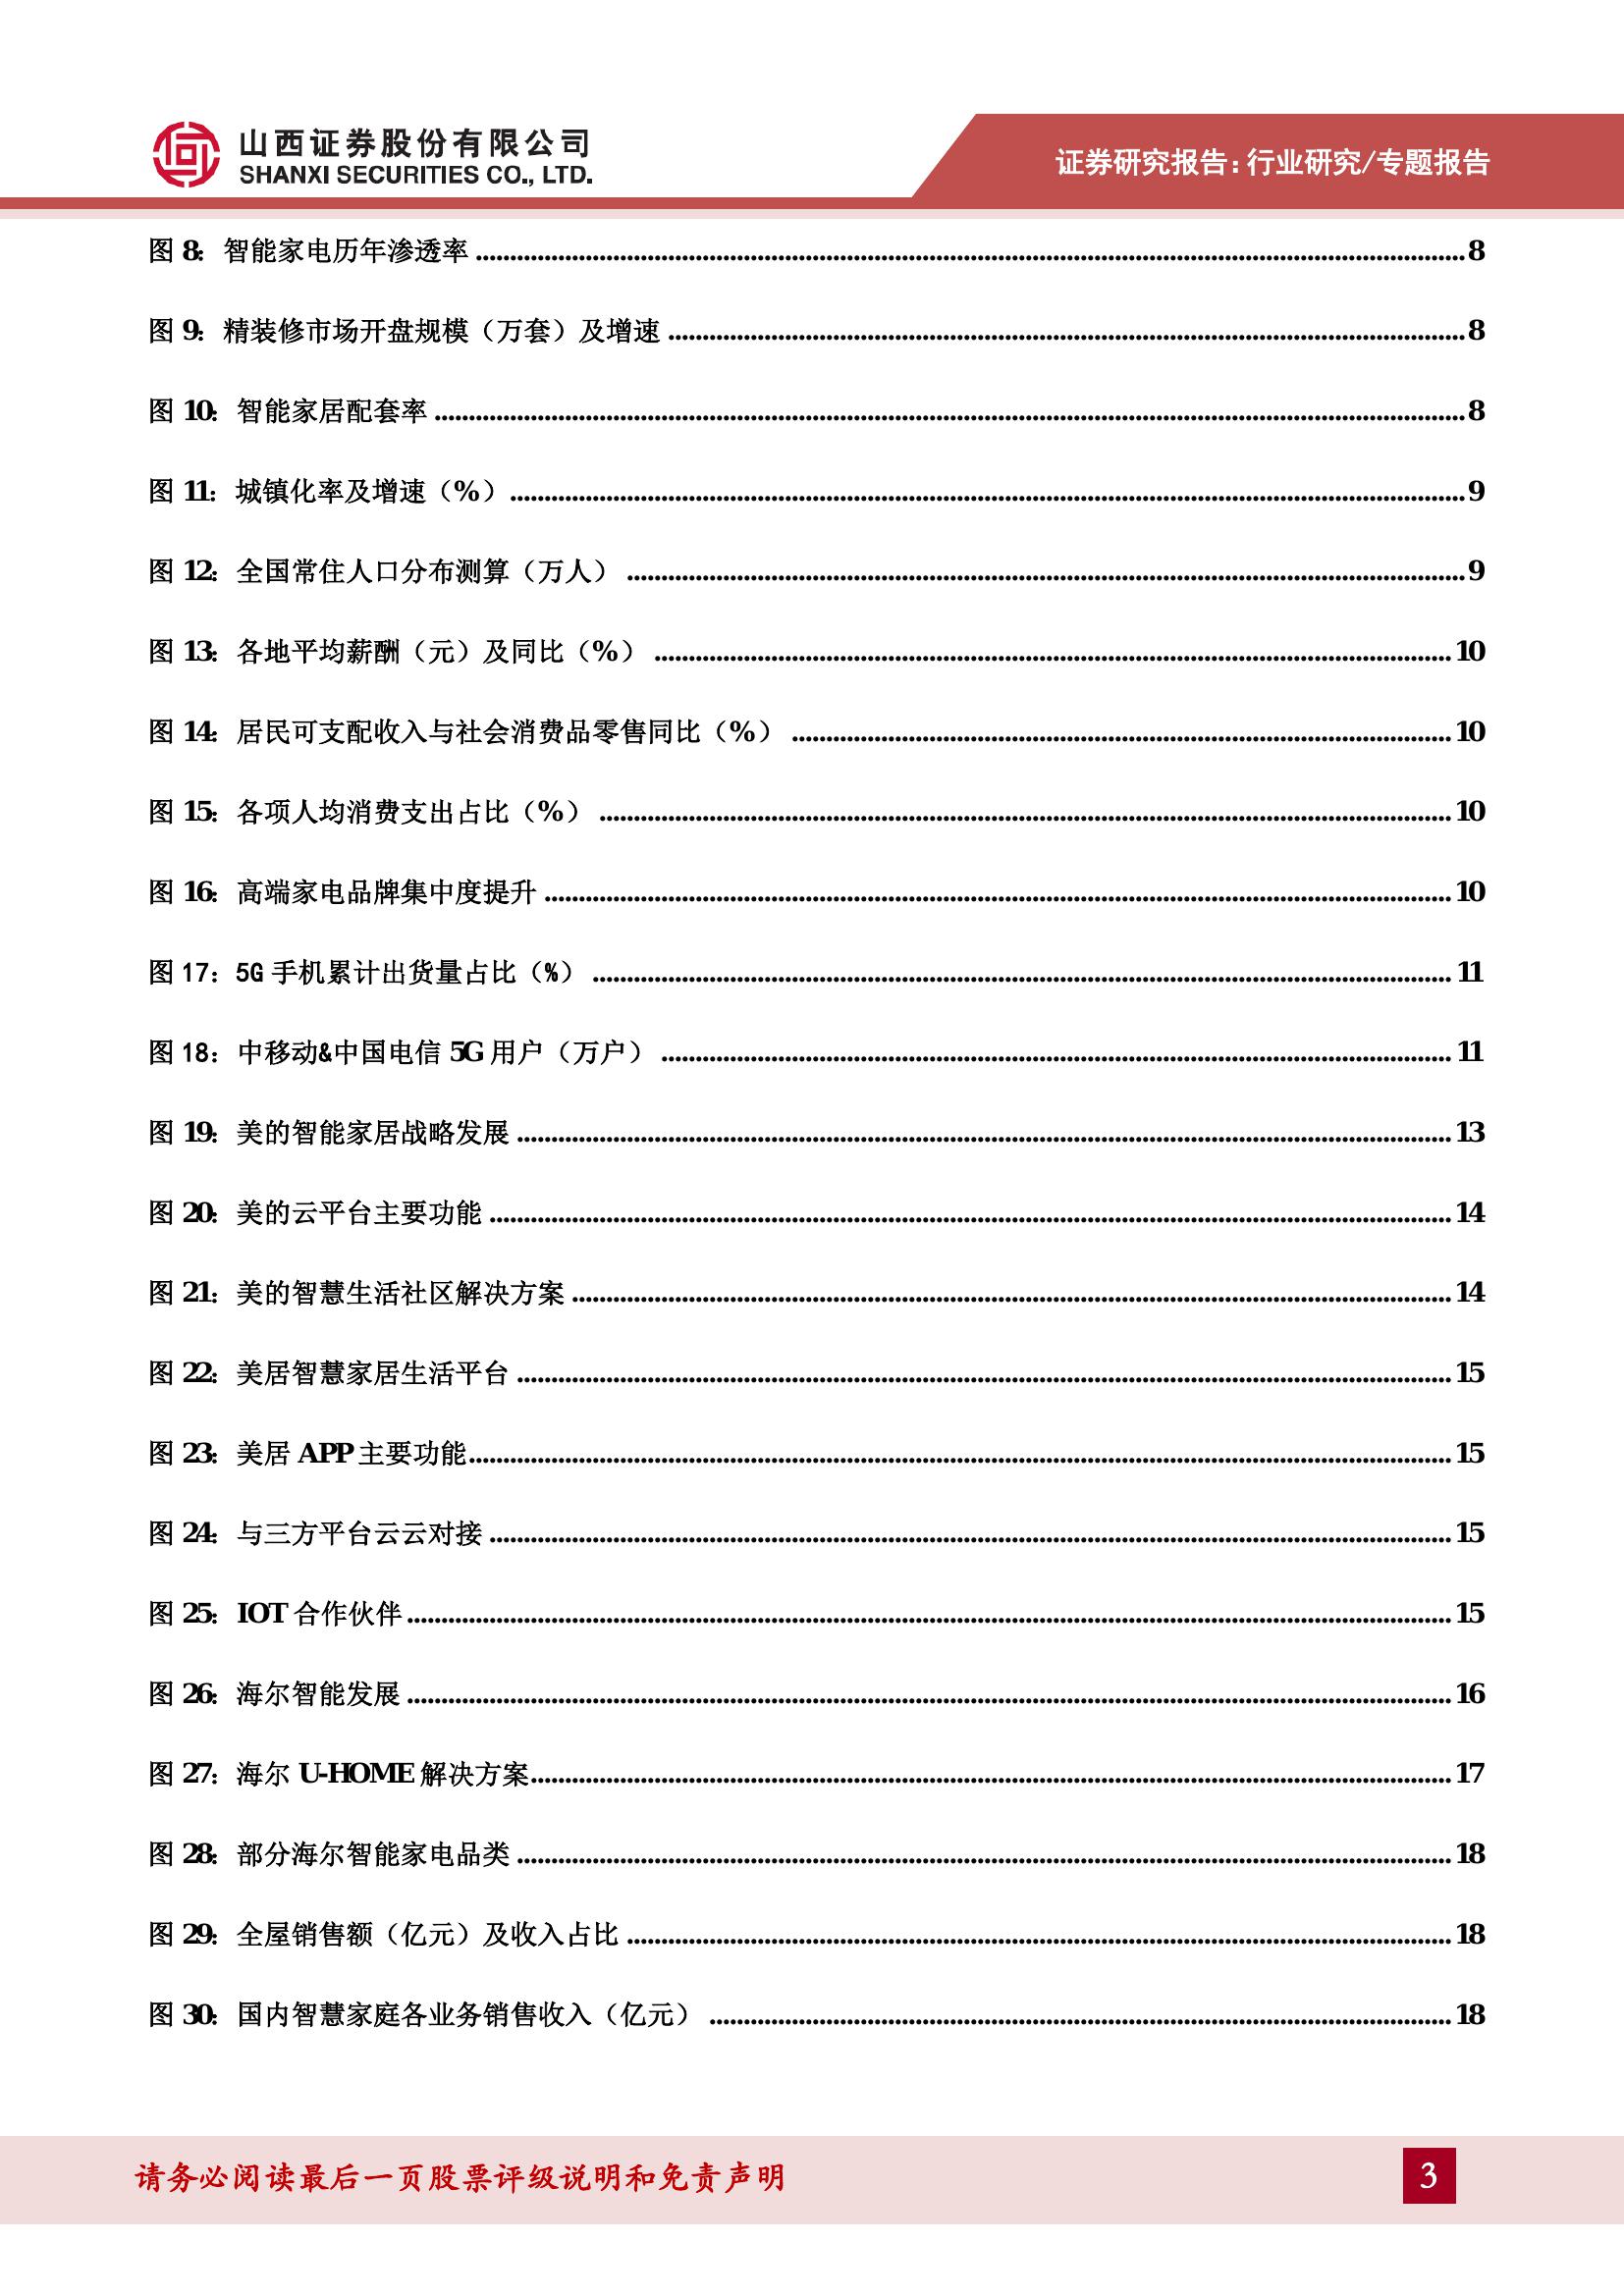 山西证券股份有限公司
SHANXI SECURITIES CO., LTD.
证券研究报告:行业研究/专题报告
图 8：智能家电历年渗透率 8
图 9：精装修市场开盘规模（万套）及增速 8
图 10：智能家居配套率 8
图 11：城镇化率及增速（%） 9
图 12：全国常住人口分布测算（万人） 9
图 13：各地平均薪酬（元）及同比（%） 10
图 14：居民可支配收入与社会消费品零售同比（%） 10
图 15：各项人均消费支出占比（%） 10
图 16：高端家电品牌集中度提升 10
图 17：5G 手机累计出货量占比（%） 11
图 18：中移动&中国电信 5G 用户（万户） 11
图 19：美的智能家居战略发展 13
图 20：美的云平台主要功能 14
图 21：美的智慧生活社区解决方案 14
图 22：美居智慧家居生活平台 15
图 23：美居 APP 主要功能 15
图 24：与三方平台云云对接 15
图 25：IOT 合作伙伴 15
图 26：海尔智能发展 16
图 27：海尔 U-HOME 解决方案 17
图 28：部分海尔智能家电品类 18
图 29：全屋销售额（亿元）及收入占比 18
图 30：国内智慧家庭各业务销售收入（亿元） 18
请务必阅读最后一页股票评级说明和免责声明
3